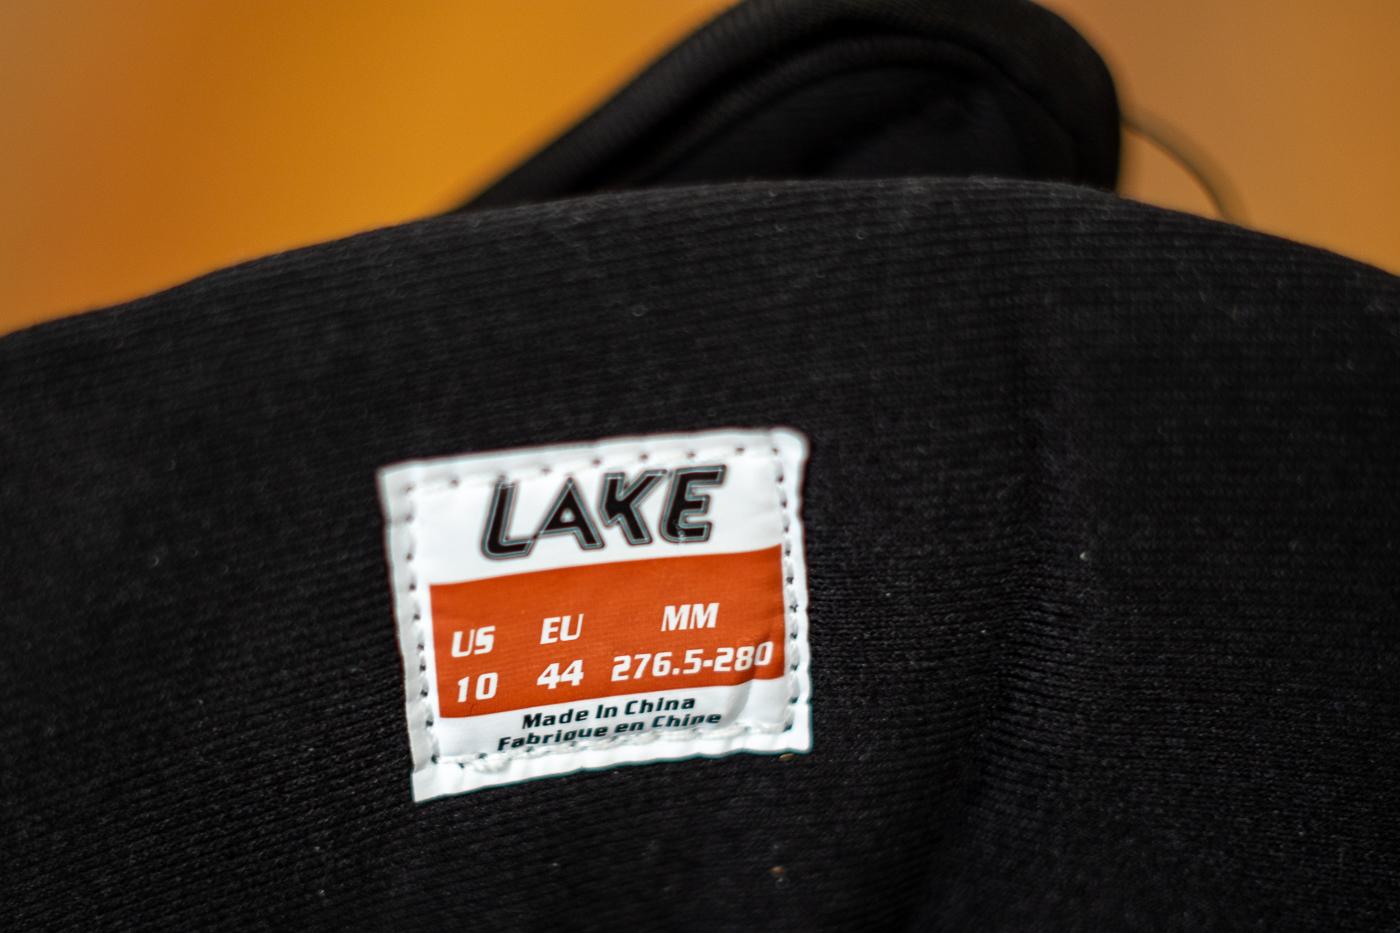 LAKE
US EU MM
10 44 276.5-280
Made In China
Fabrique en Chine